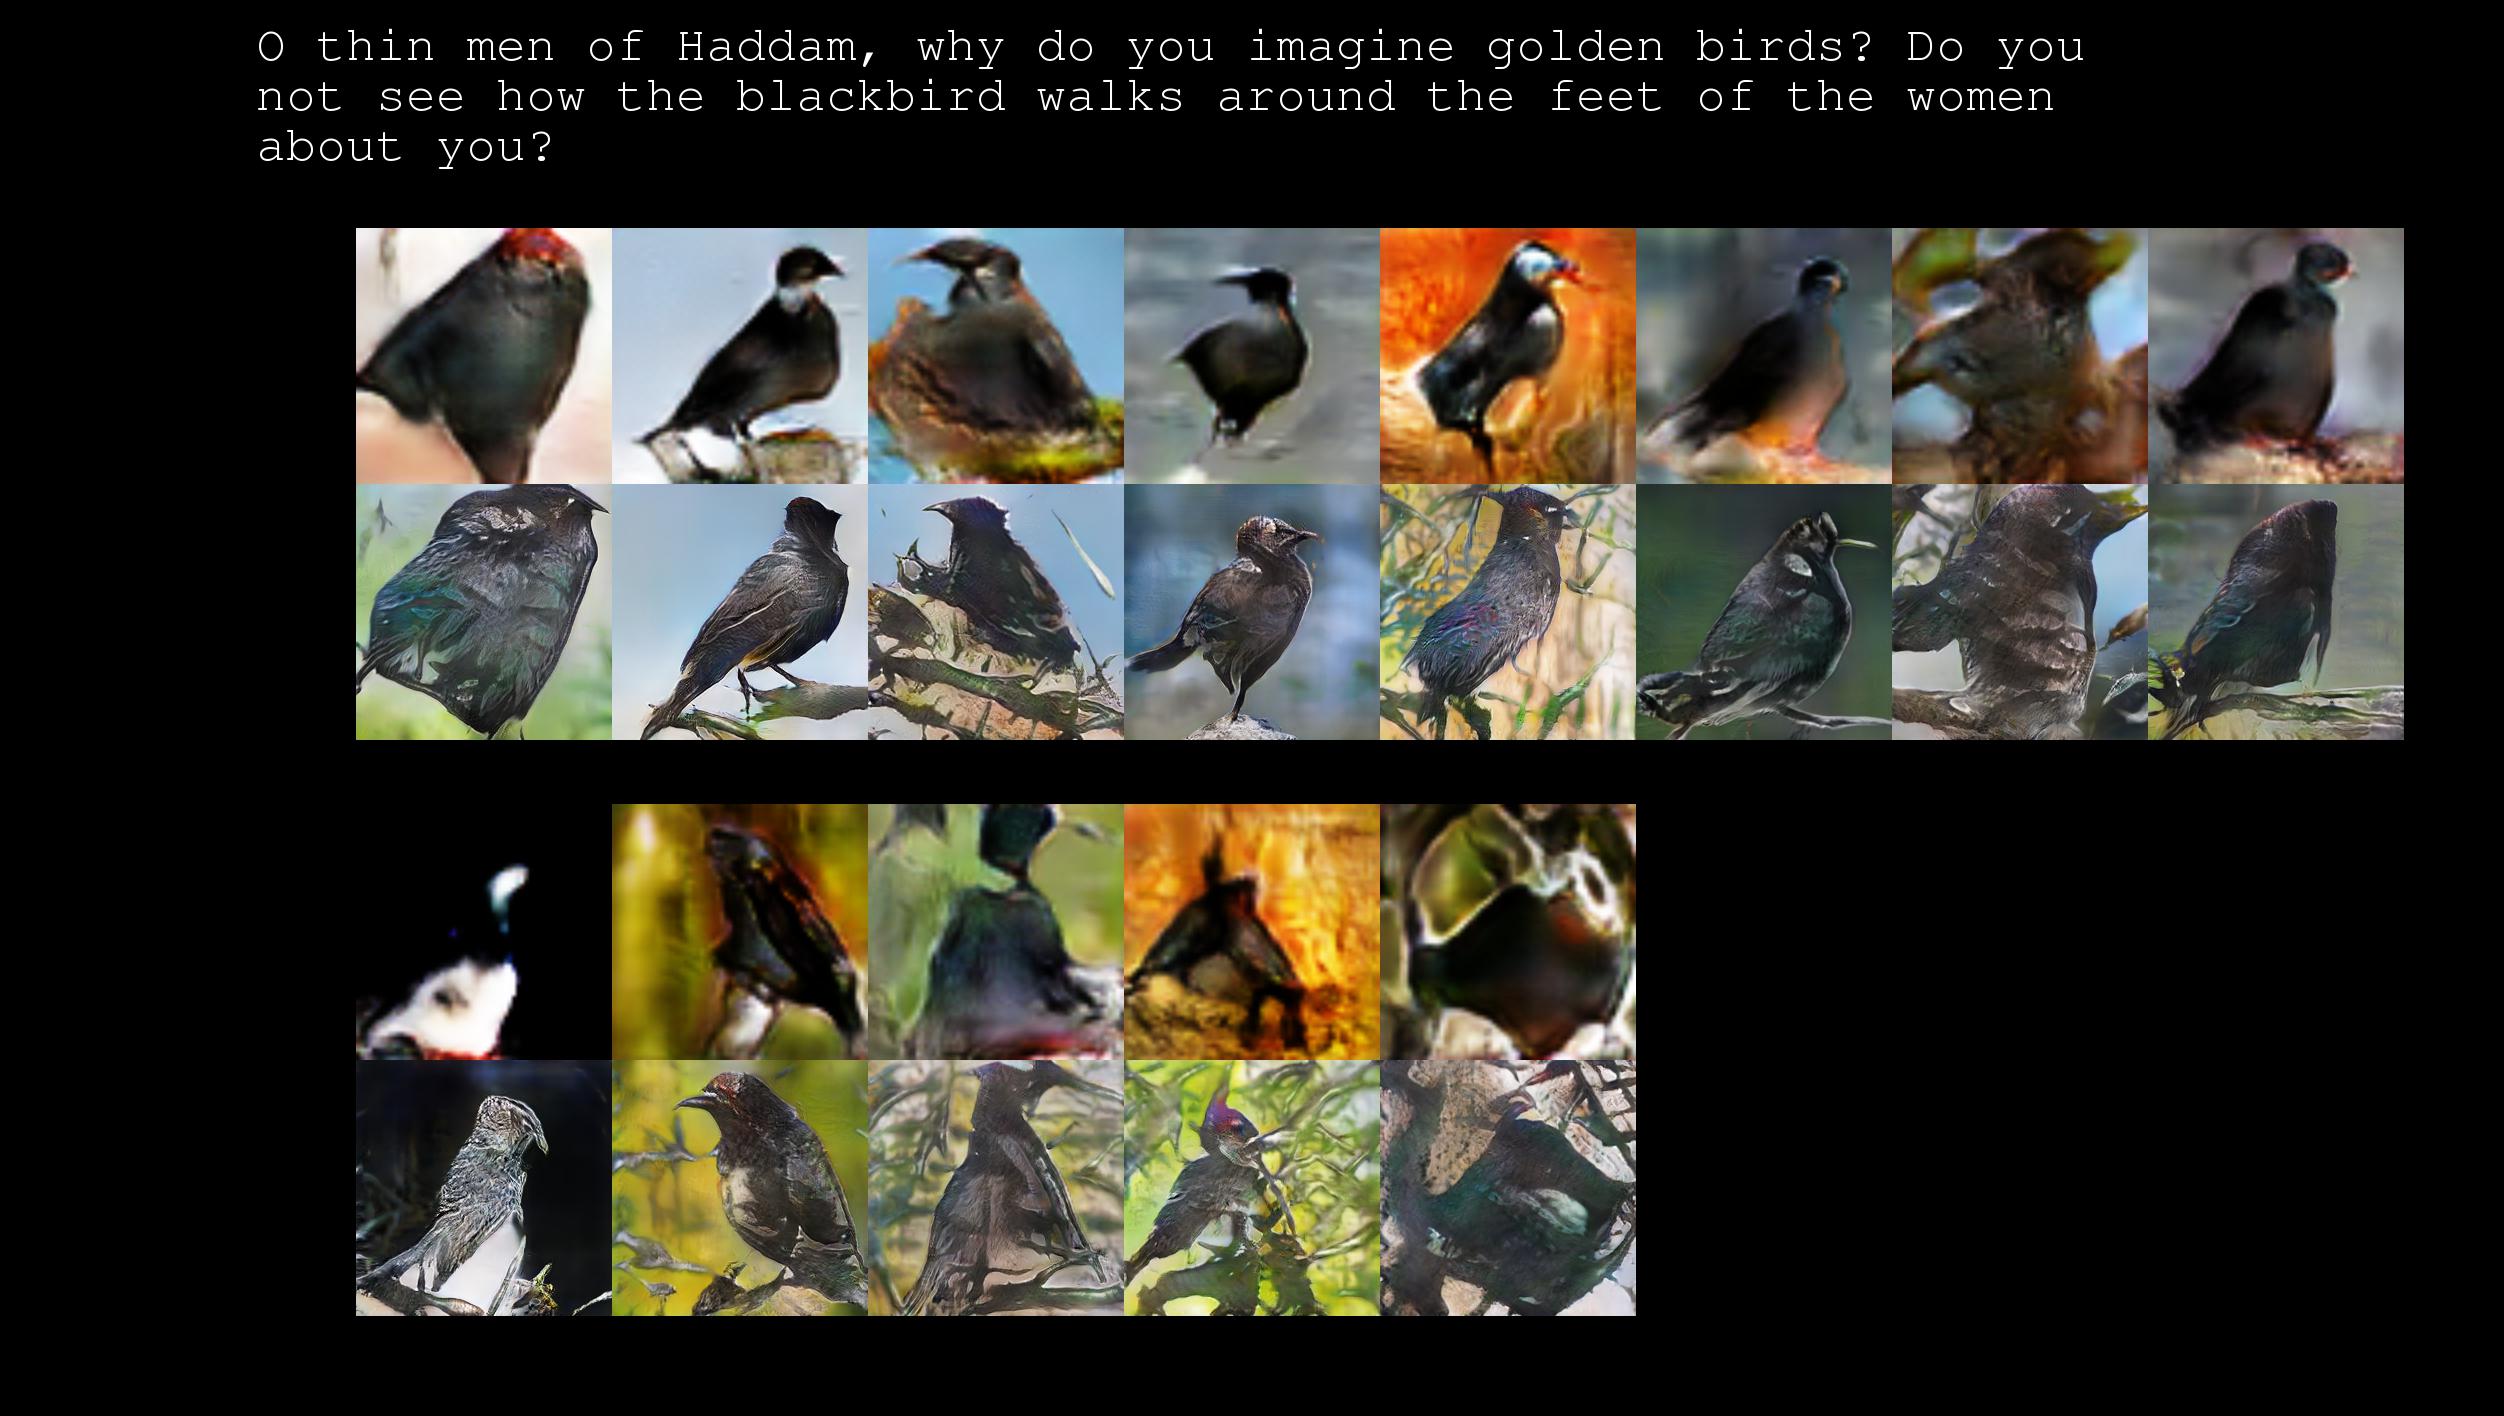 O thin men of Haddam, why do you imagine golden birds? Do you
not see how the blackbird walks around the feet of the women
about you?